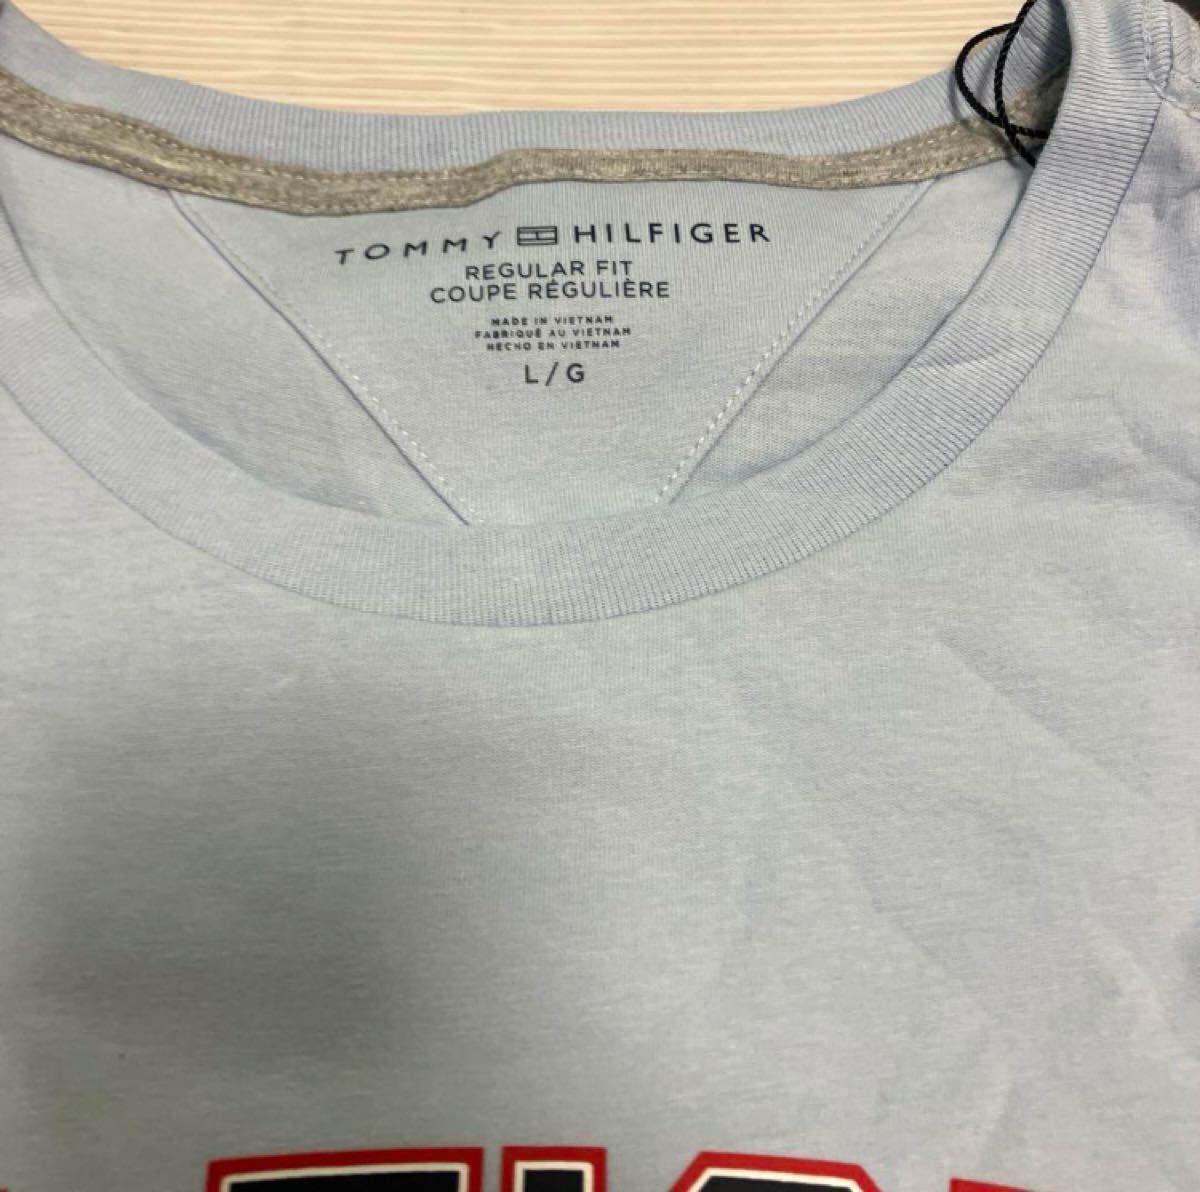 TOMMY HILFIGER
REGULAR FIT
COUPE RÉGULIÈRE
MADE IN VIETNAM
FABRIQUÉ AU VIETNAM
HECHO EN VIETNAM
L / G